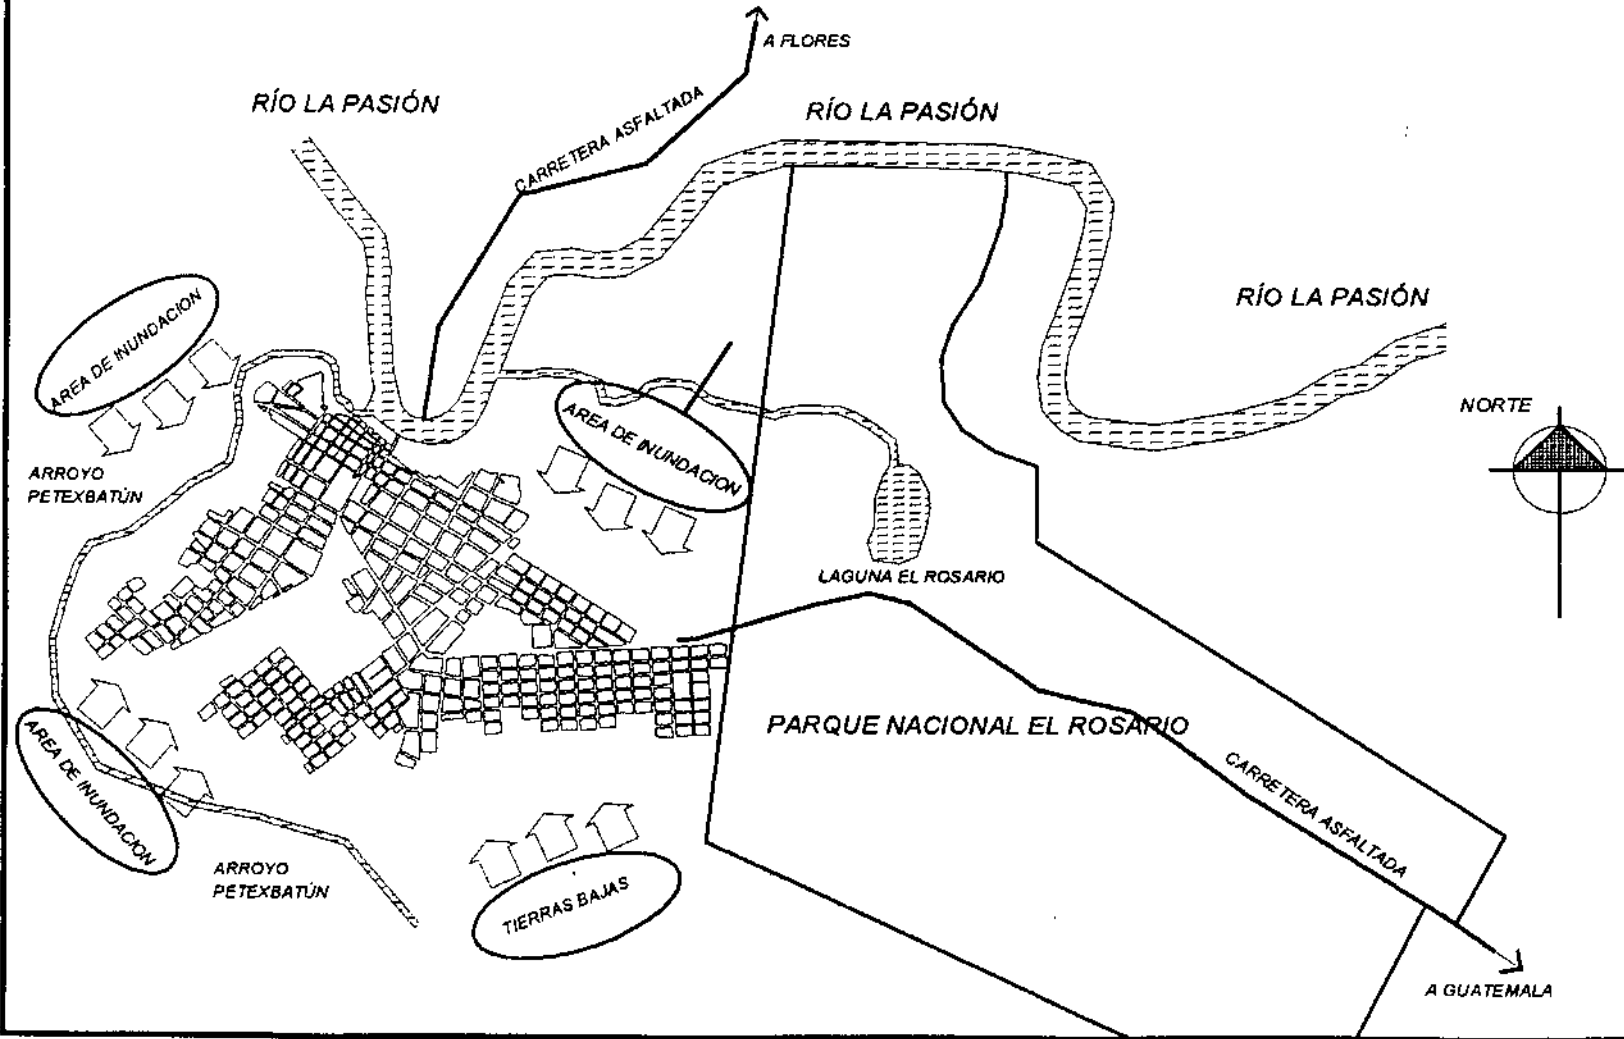 A FLORES
RÍO LA PASIÓN
CARRETERA ASFALTADA
RÍO LA PASIÓN
RÍO LA PASIÓN
AREA DE INUNDACION
NORTE
AREA DE INUNDACION
ARROYO
PETEXBATÚN
LAGUNA EL ROSARIO
PARQUE NACIONAL EL ROSARIO
AREA DE INUNDACION
CARRETERA ASFALTADA
ARROYO
PETEXBATÚN
TIERRAS BAJAS
A GUATEMALA